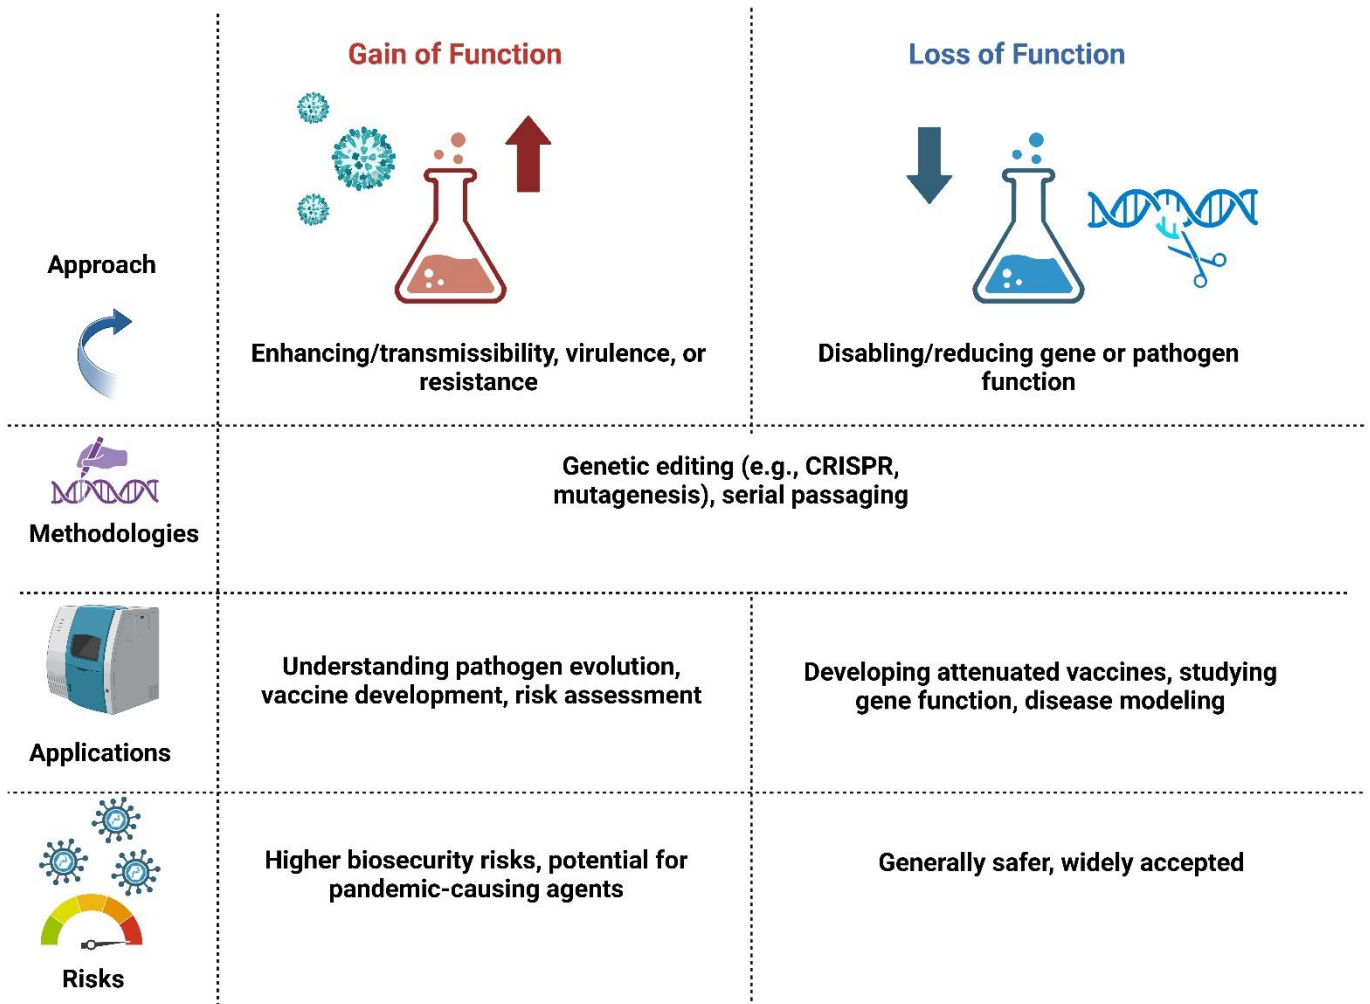 Gain of Function
Loss of Function
Approach
Enhancing/transmissibility, virulence, or
resistance
Disabling/reducing gene or pathogen
function
Methodologies
Genetic editing (e.g., CRISPR,
mutagenesis), serial passaging
Applications
Understanding pathogen evolution,
vaccine development, risk assessment
Developing attenuated vaccines, studying
gene function, disease modeling
Risks
Higher biosecurity risks, potential for
pandemic-causing agents
Generally safer, widely accepted